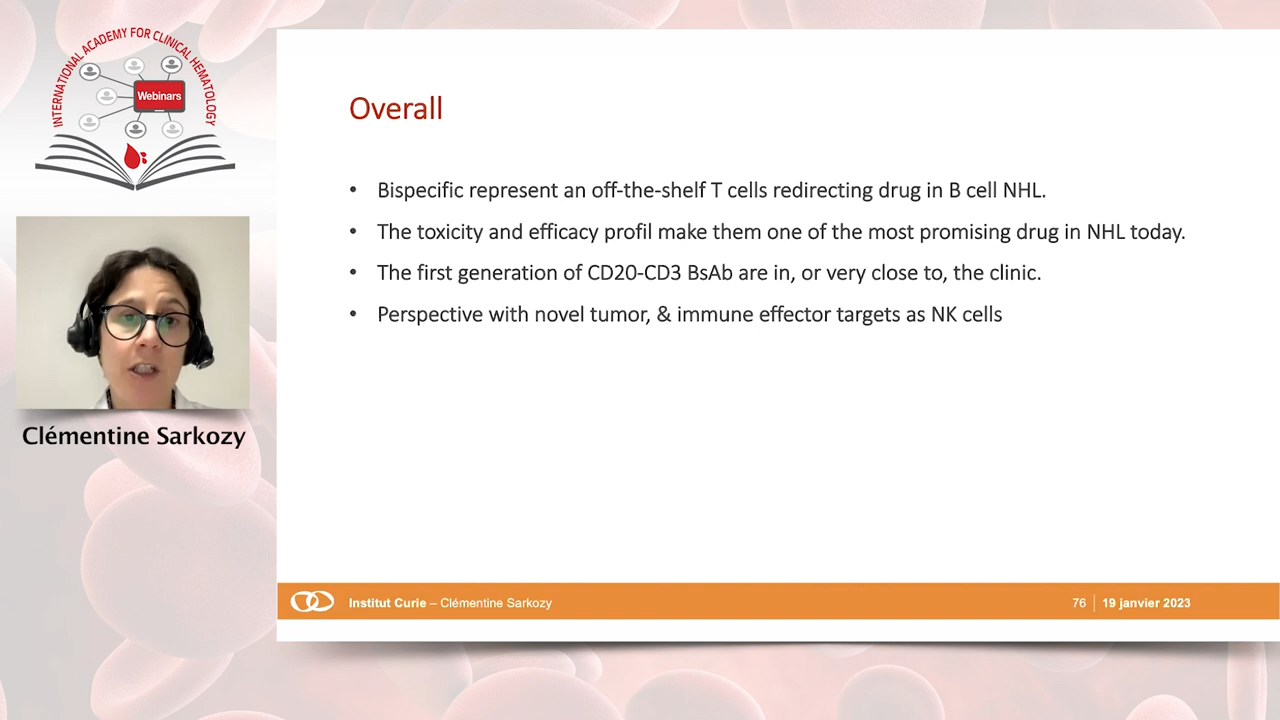 INTERNATIONAL ACADEMY FOR CLINICAL HEMATOLOGY
Webinars
Clémentine Sarkozy
Overall
• Bispecific represent an off-the-shelf T cells redirecting drug in B cell NHL.
• The toxicity and efficacy profil make them one of the most promising drug in NHL today.
• The first generation of CD20-CD3 BsAb are in, or very close to, the clinic.
• Perspective with novel tumor, & immune effector targets as NK cells
Institut Curie – Clémentine Sarkozy
76 | 19 janvier 2023